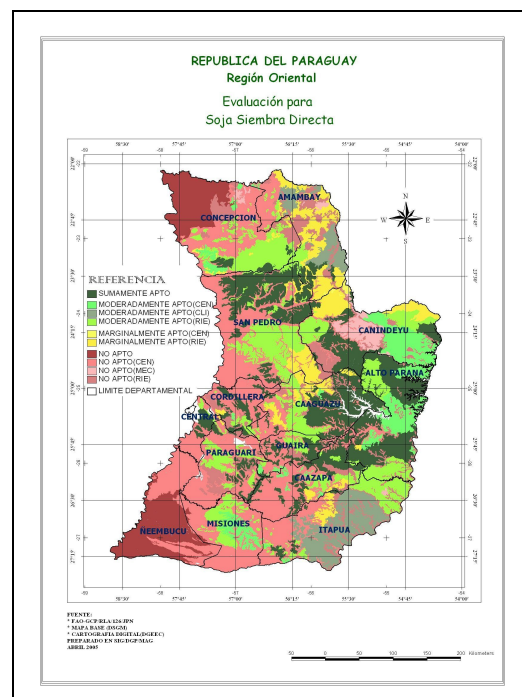 REPUBLICA DEL PARAGUAY
Región Oriental
Evaluación para
Soja Siembra Directa
N
W E
S
AMAMBAY
CONCEPCION
REFERENCIA
SUMAMENTE APTO
MODERADAMENTE APTO(CEN)
MODERADAMENTE APTO(CLI)
MODERADAMENTE APTO(RIE)
MARGINALMENTE APTO(CEN)
MARGINALMENTE APTO(RIE)
NO APTO
NO APTO(CEN)
NO APTO(MEC)
NO APTO(RIE)
LIMITE DEPARTAMENTAL
SAN PEDRO
CANINDEYU
ALTO PARANA
CORDILLERA
CAAGUAZU
CENTRAL
GUAIRA
PARAGUARI
CAAZAPA
ÑEEMBUCU
MISIONES
ITAPUA
FUENTE:
* FAO-GCP/RLA/126/JPN
* MAPA BASE (DSGM)
* CARTOGRAFIA DIGITAL(DGEEC)
PREPARADO EN SIG/DGP/MAG
ABRIL 2005
50 0 50 100 150 200 Kilometers